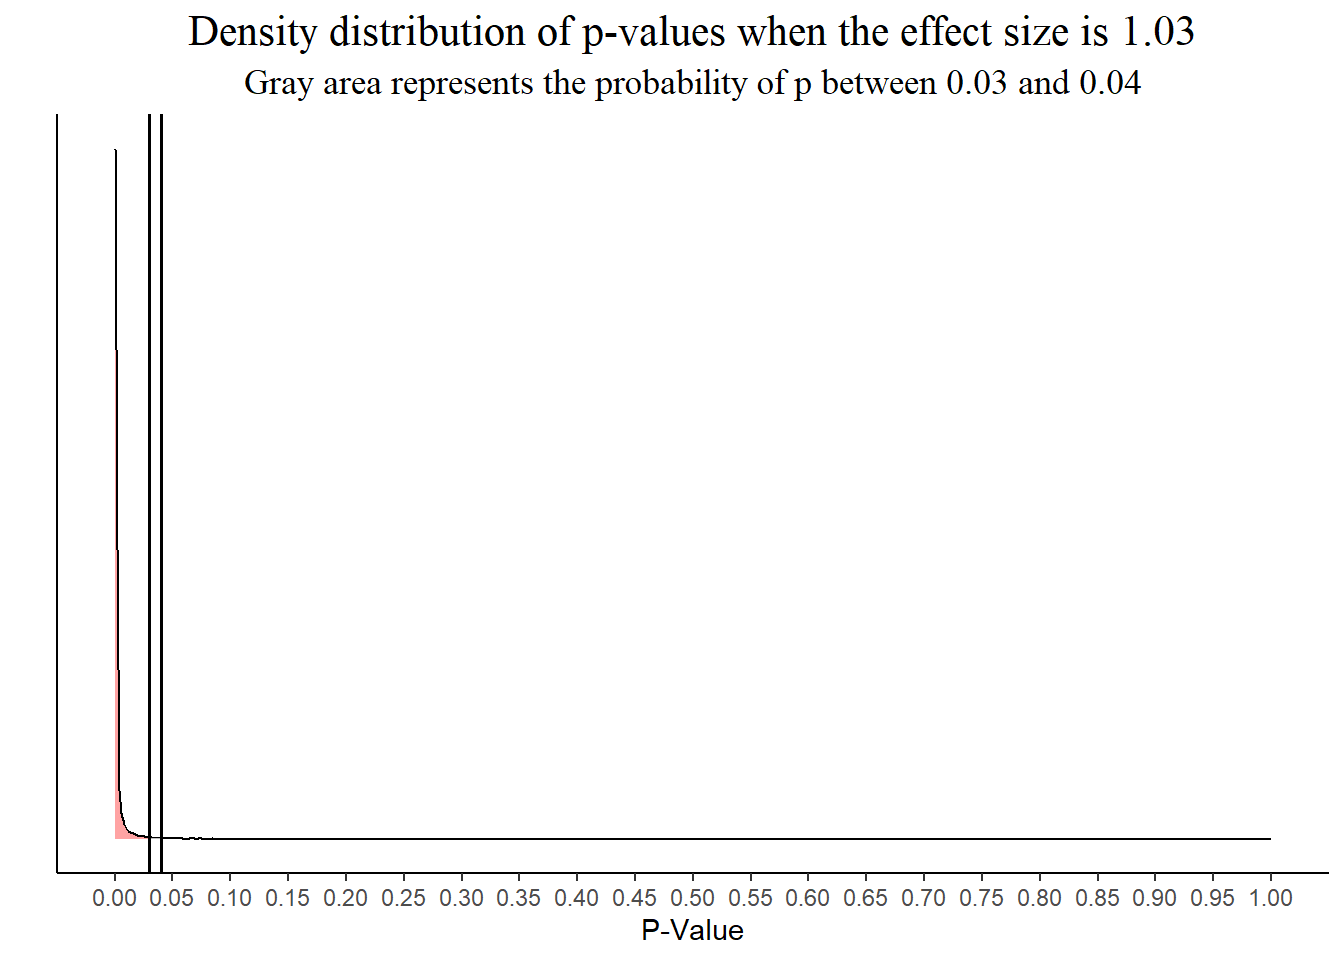 Density distribution of p-values when the effect size is 1.03
Gray area represents the probability of p between 0.03 and 0.04
0.00 0.05 0.10 0.15 0.20 0.25 0.30 0.35 0.40 0.45 0.50 0.55 0.60 0.65 0.70 0.75 0.80 0.85 0.90 0.95 1.00
P-Value